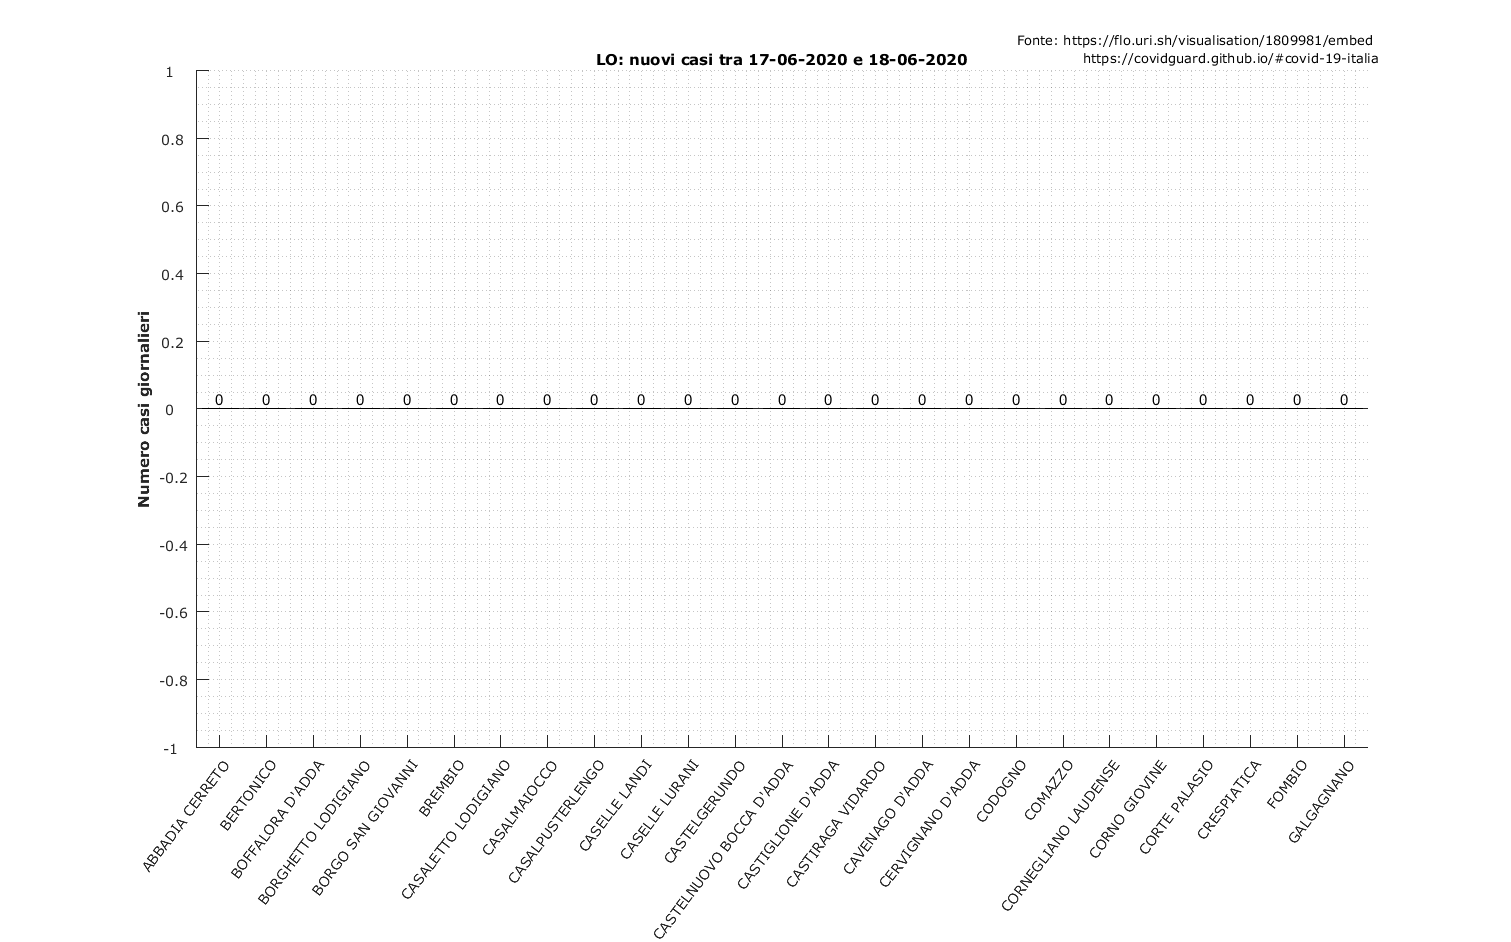 Fonte: https://flo.uri.sh/visualisation/1809981/embed
https://covidguard.github.io/#covid-19-italia
LO: nuovi casi tra 17-06-2020 e 18-06-2020
Numero casi giornalieri
1
0.8
0.6
0.4
0.2
0
-0.2
-0.4
-0.6
-0.8
-1
0 0 0 0 0 0 0 0 0 0 0 0 0 0 0 0 0 0 0 0 0 0 0 0 0
ABBADIA CERRETO
BERTONICO
BOFFALORA D'ADDA
BORGHETTO LODIGIANO
BORGO SAN GIOVANNI
BREMBIO
CASALETTO LODIGIANO
CASALMAIOCCO
CASALPUSTERLENGO
CASELLE LANDI
CASELLE LURANI
CASTELGERUNDO
CASTELNUOVO BOCCA D'ADDA
CASTIGLIONE D'ADDA
CASTIRAGA VIDARDO
CAVENAGO D'ADDA
CERVIGNANO D'ADDA
CODOGNO
COMAZZO
CORNEGLIANO LAUDENSE
CORNO GIOVINE
CORTE PALASIO
CRESPIATICA
FOMBIO
GALGAGNANO